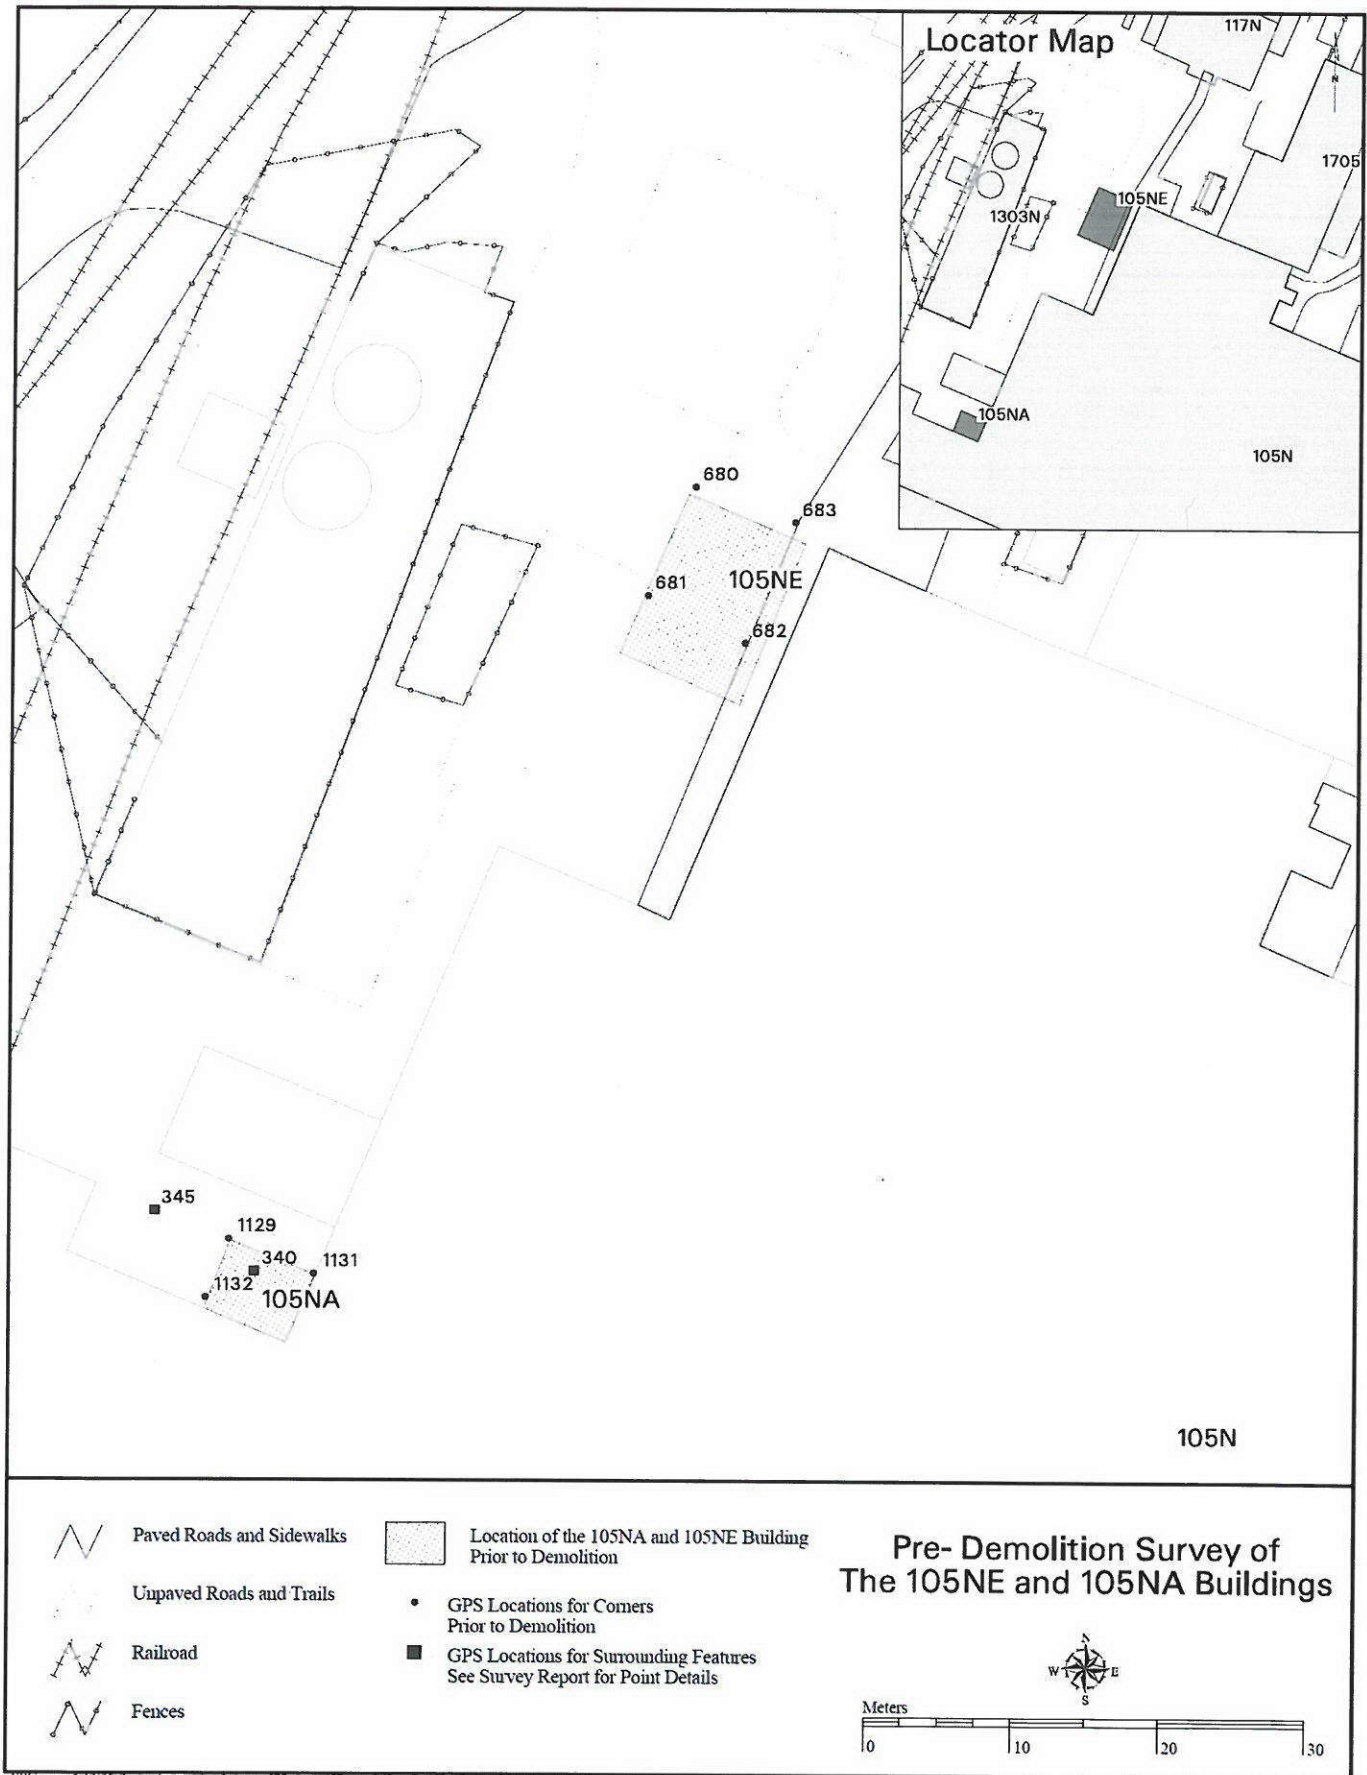 Locator Map
117N
N
1705
105NE
1303N
105NA
105N
680
683
681
105NE
682
345
1129
340
1131
1132
105NA
105N
Paved Roads and Sidewalks
Unpaved Roads and Trails
Railroad
Fences
Location of the 105NA and 105NE Building
Prior to Demolition
GPS Locations for Corners
Prior to Demolition
GPS Locations for Surrounding Features
See Survey Report for Point Details
Pre- Demolition Survey of
The 105NE and 105NA Buildings
N
W E
S
Meters
0 10 20 30